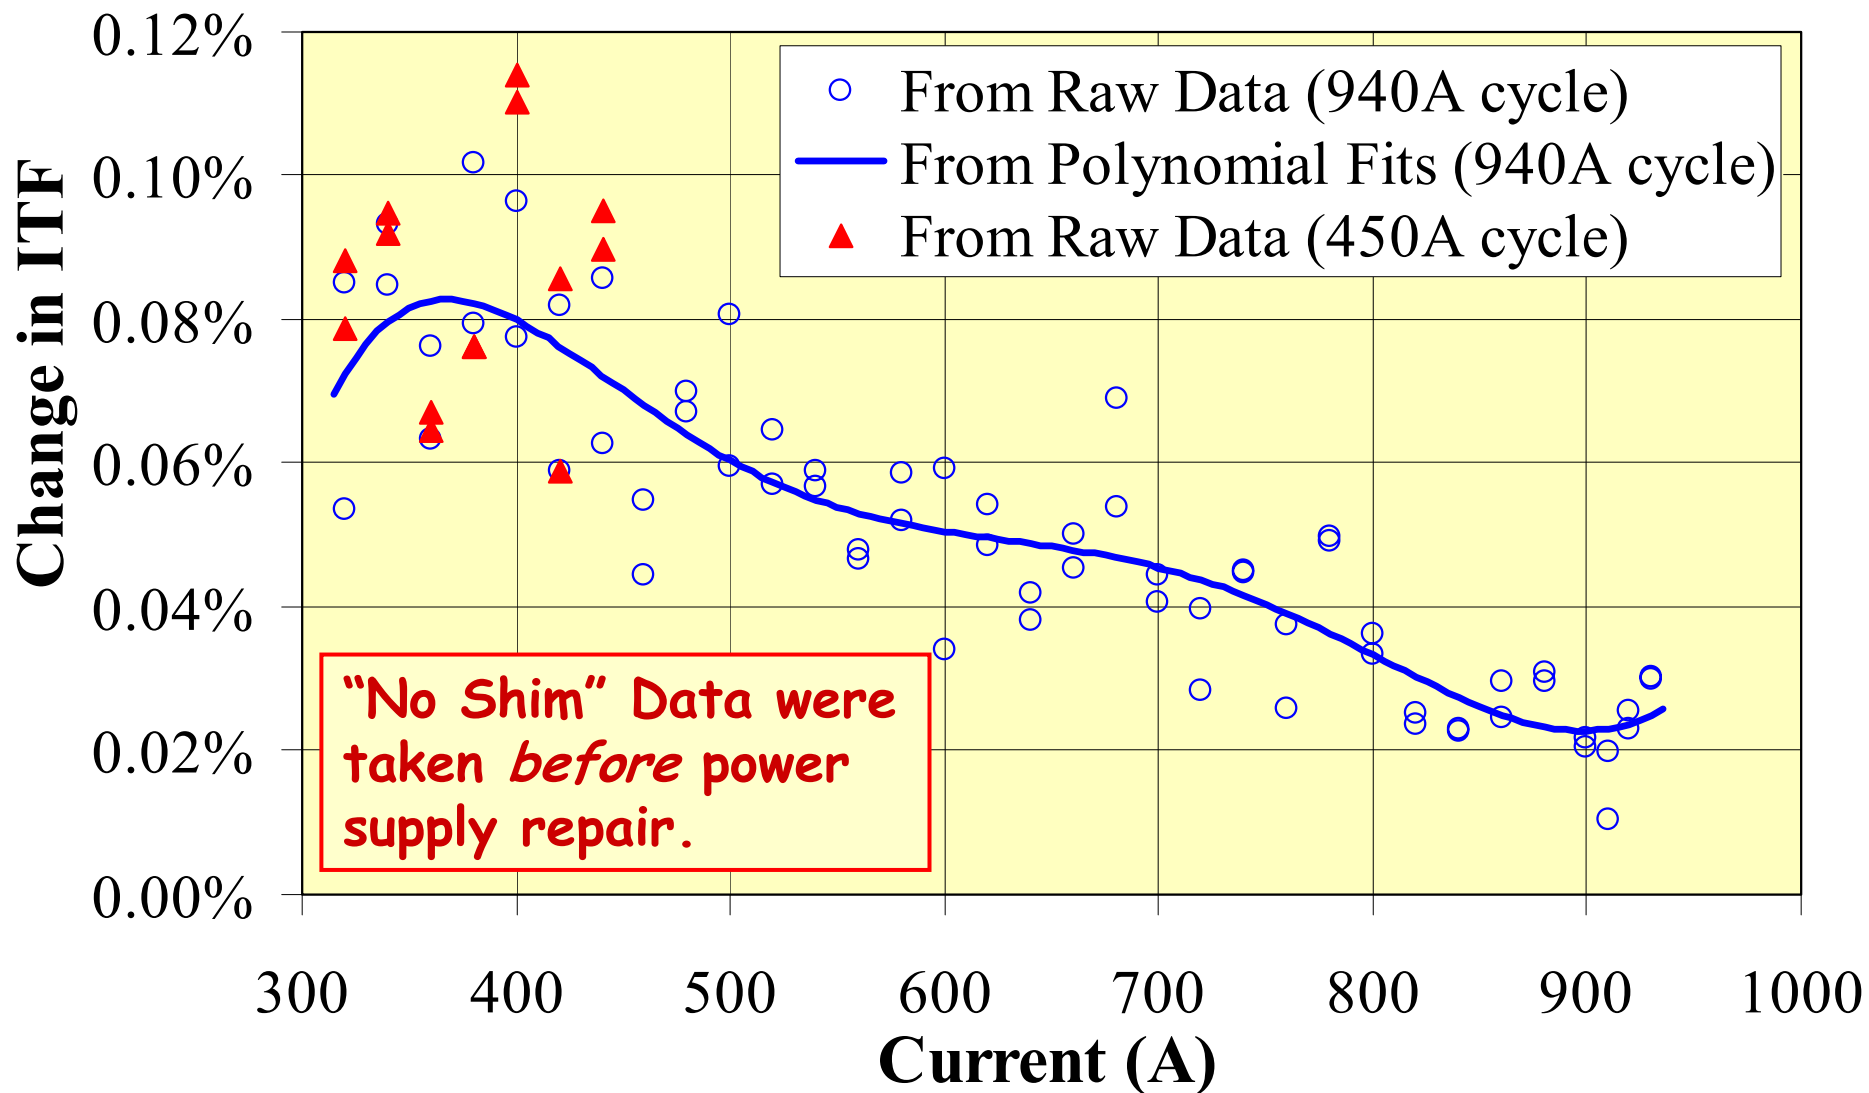 0.12%
0.10%
0.08%
0.06%
0.04%
0.02%
0.00%
Change in ITF
From Raw Data (940A cycle)
From Polynomial Fits (940A cycle)
From Raw Data (450A cycle)
“No Shim” Data were
taken before power
supply repair.
300 400 500 600 700 800 900 1000
Current (A)